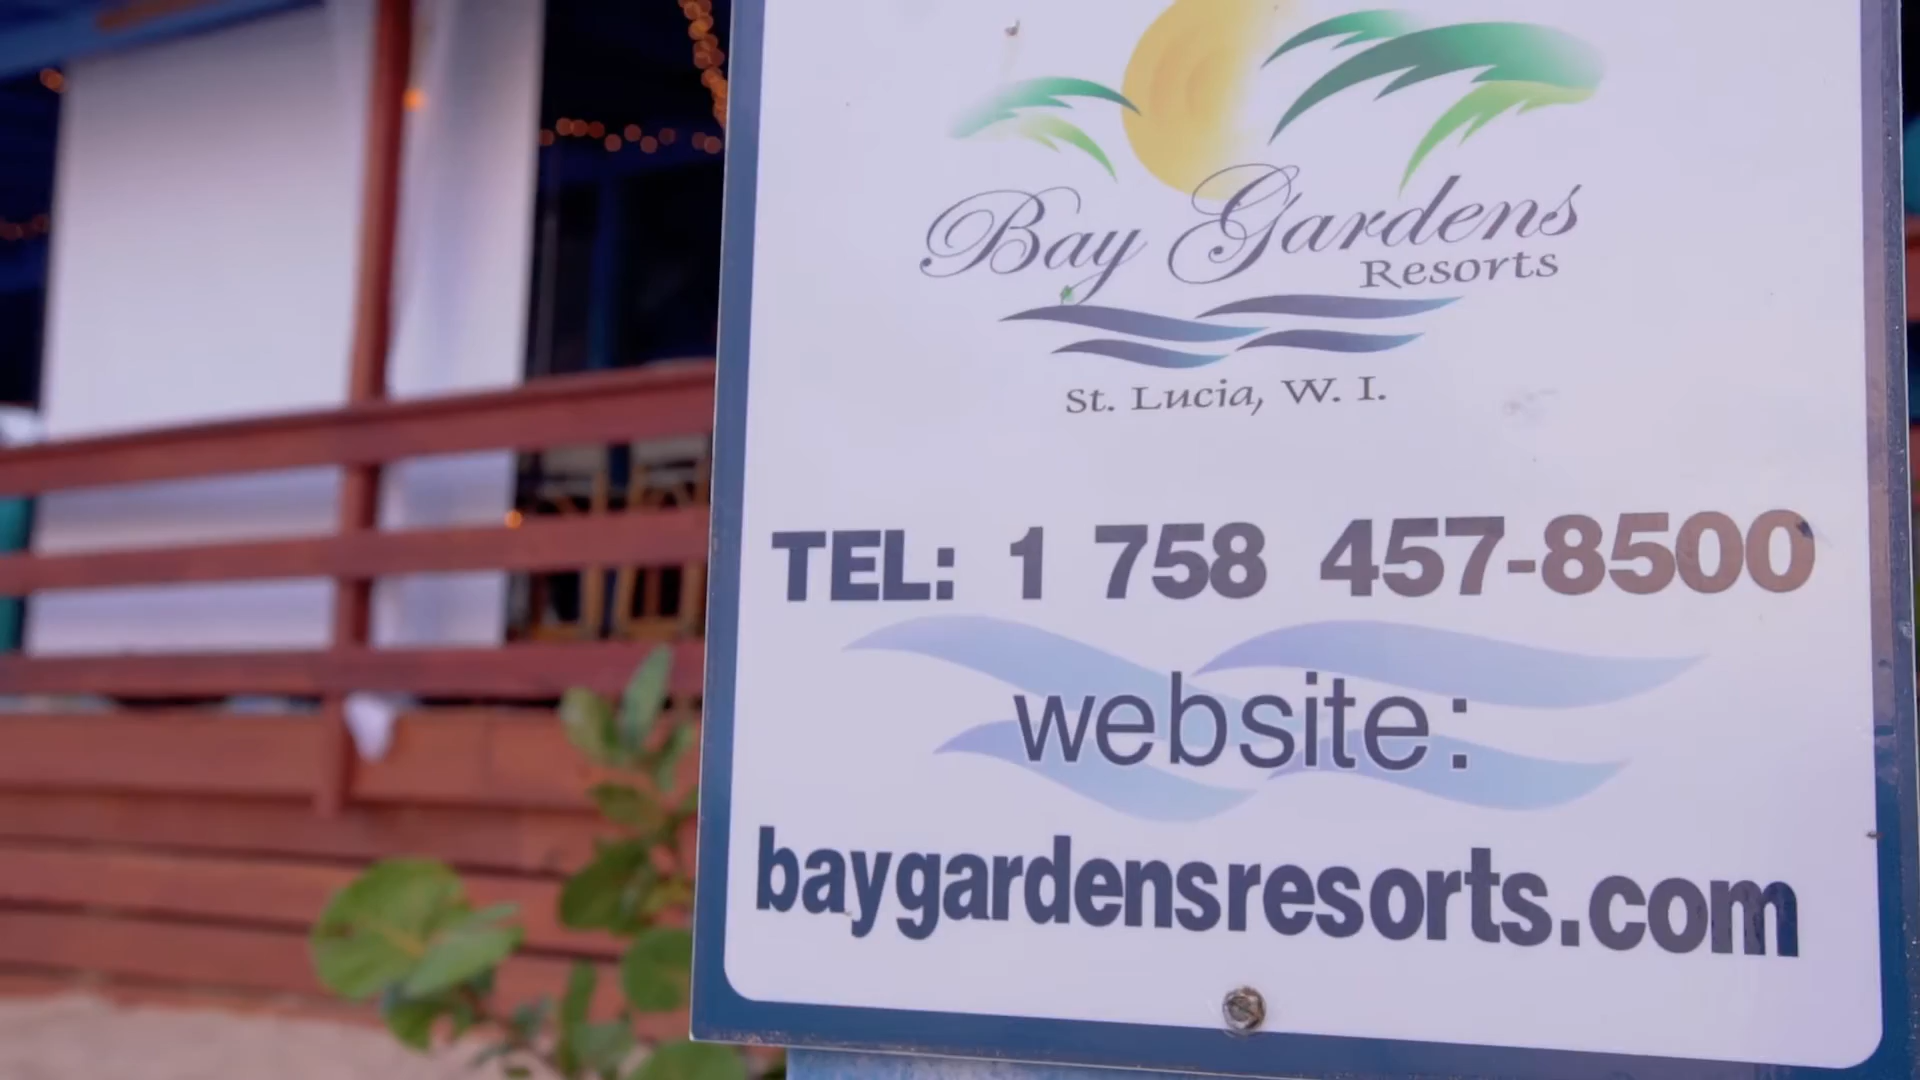 Bay Gardens
Resorts
St. Lucia, W. I.
TEL: 1 758 457-8500
website:
baygardensresorts.com